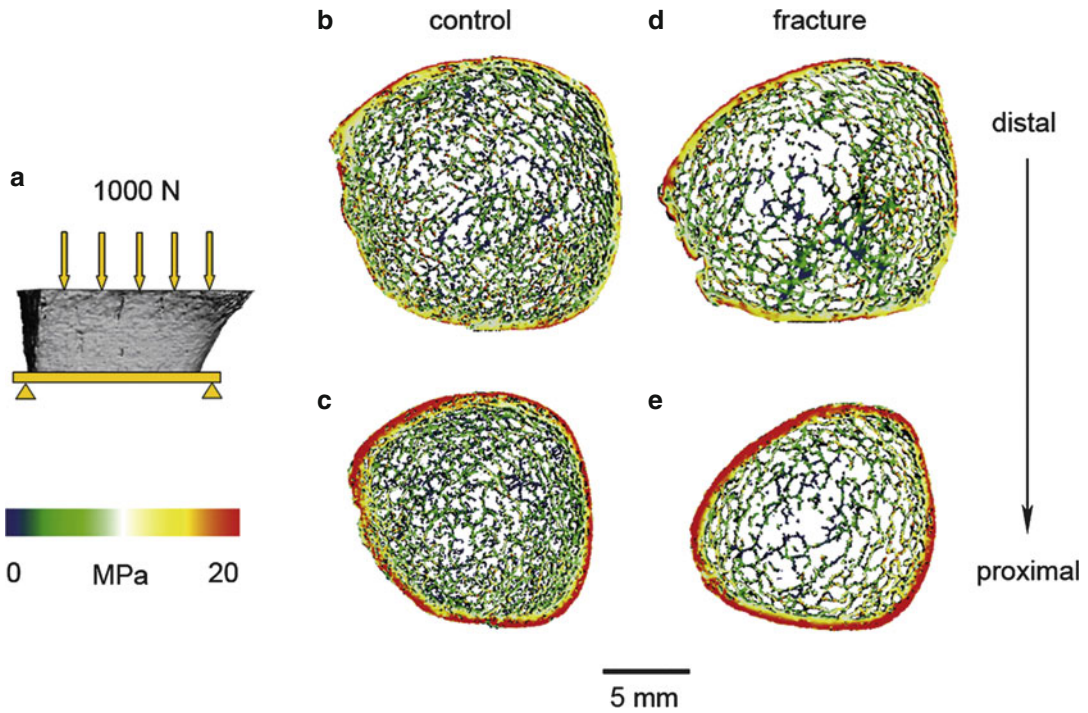 b control d fracture
distal
a
1000 N
c e
0 MPa 20
proximal
5 mm